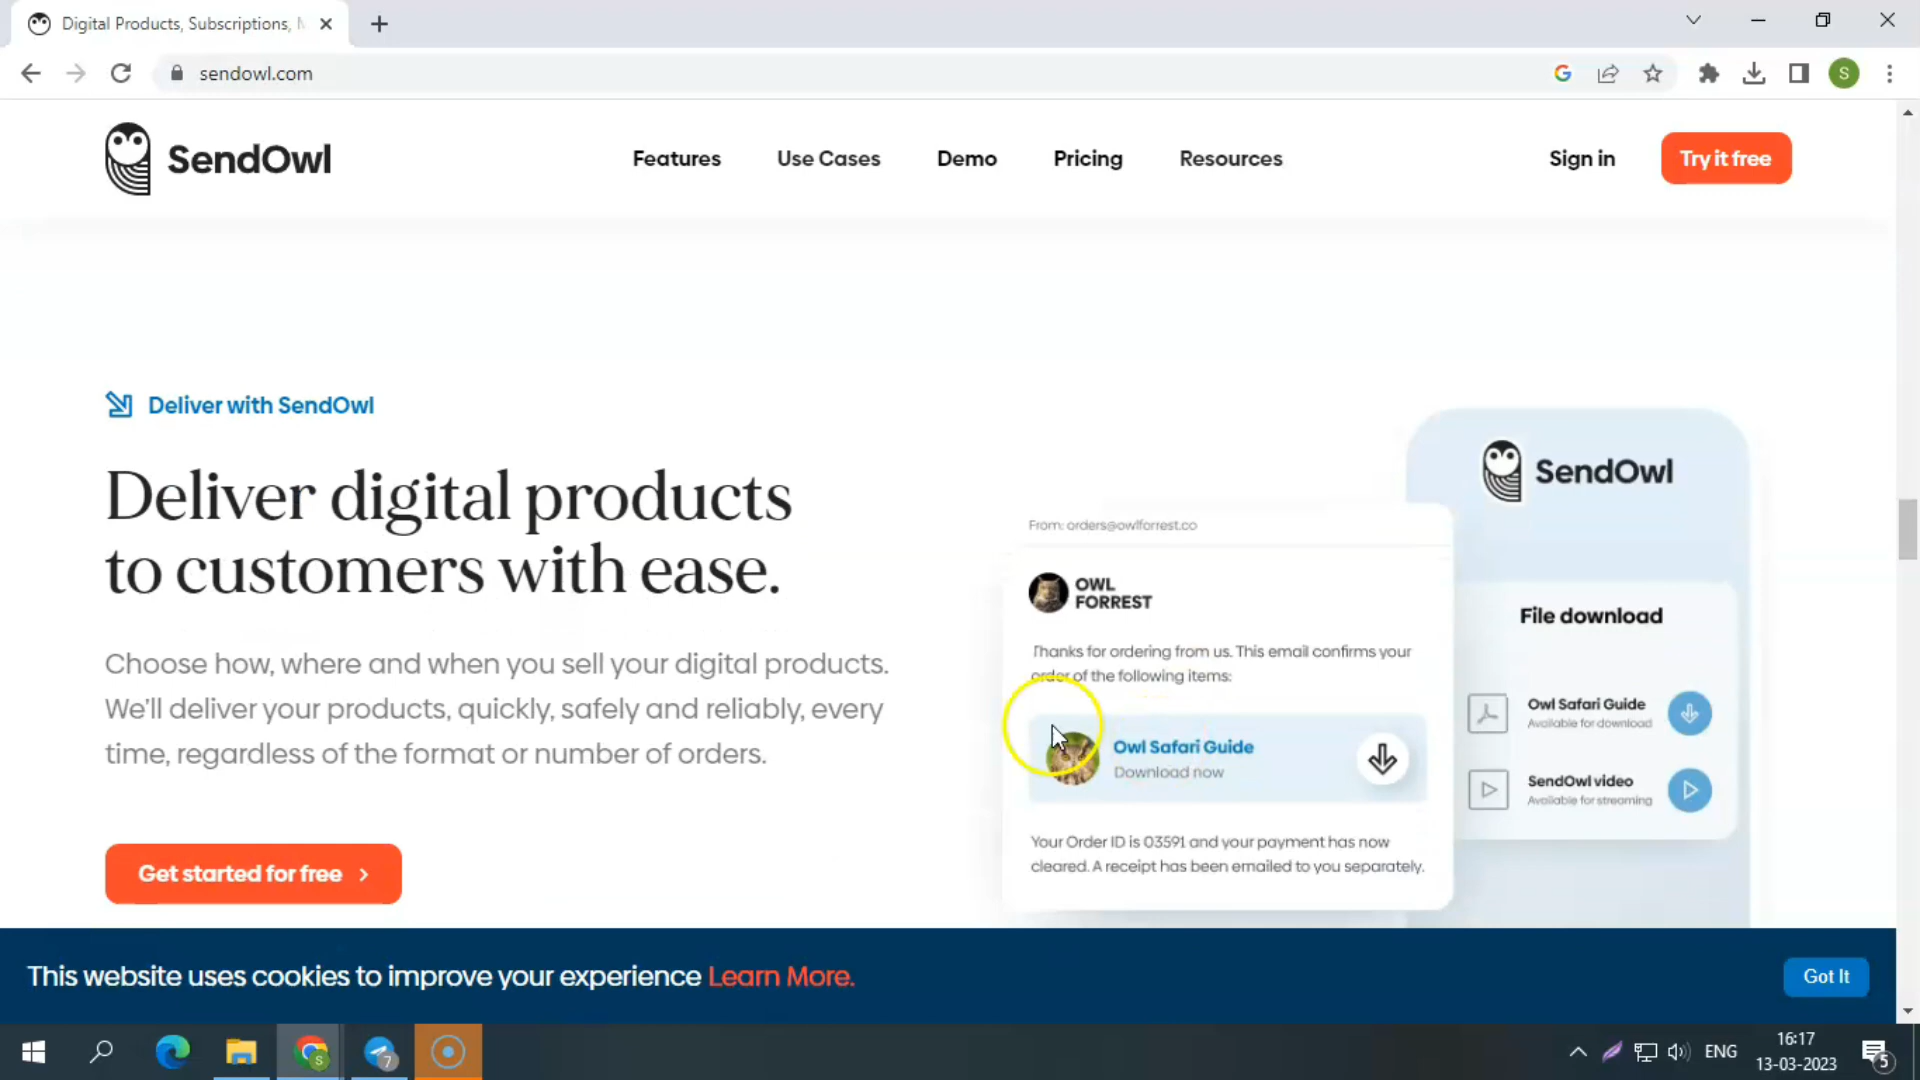 Digital Products, Subscriptions,
sendowl.com
S
SendOwl
Features
Use Cases
Demo
Pricing
Resources
Sign in
Try it free
Deliver with SendOwl
Deliver digital products
to customers with ease.
Choose how, where and when you sell your digital products.
We'll deliver your products, quickly, safely and reliably, every
time, regardless of the format or number of orders.
Get started for free
From: orders@owlforrest.co
OWL
FORREST
Thanks for ordering from us. This email confirms your
order of the following items:
Owl Safari Guide
Download now
Your Order ID is 03591 and your payment has now
cleared. A receipt has been emailed to you separately.
SendOwl
File download
Owl Safari Guide
Available for download
SendOwl video
Available for streaming
This website uses cookies to improve your experience Learn More.
Got It
S
7
ENG
16:17
13-03-2023
5